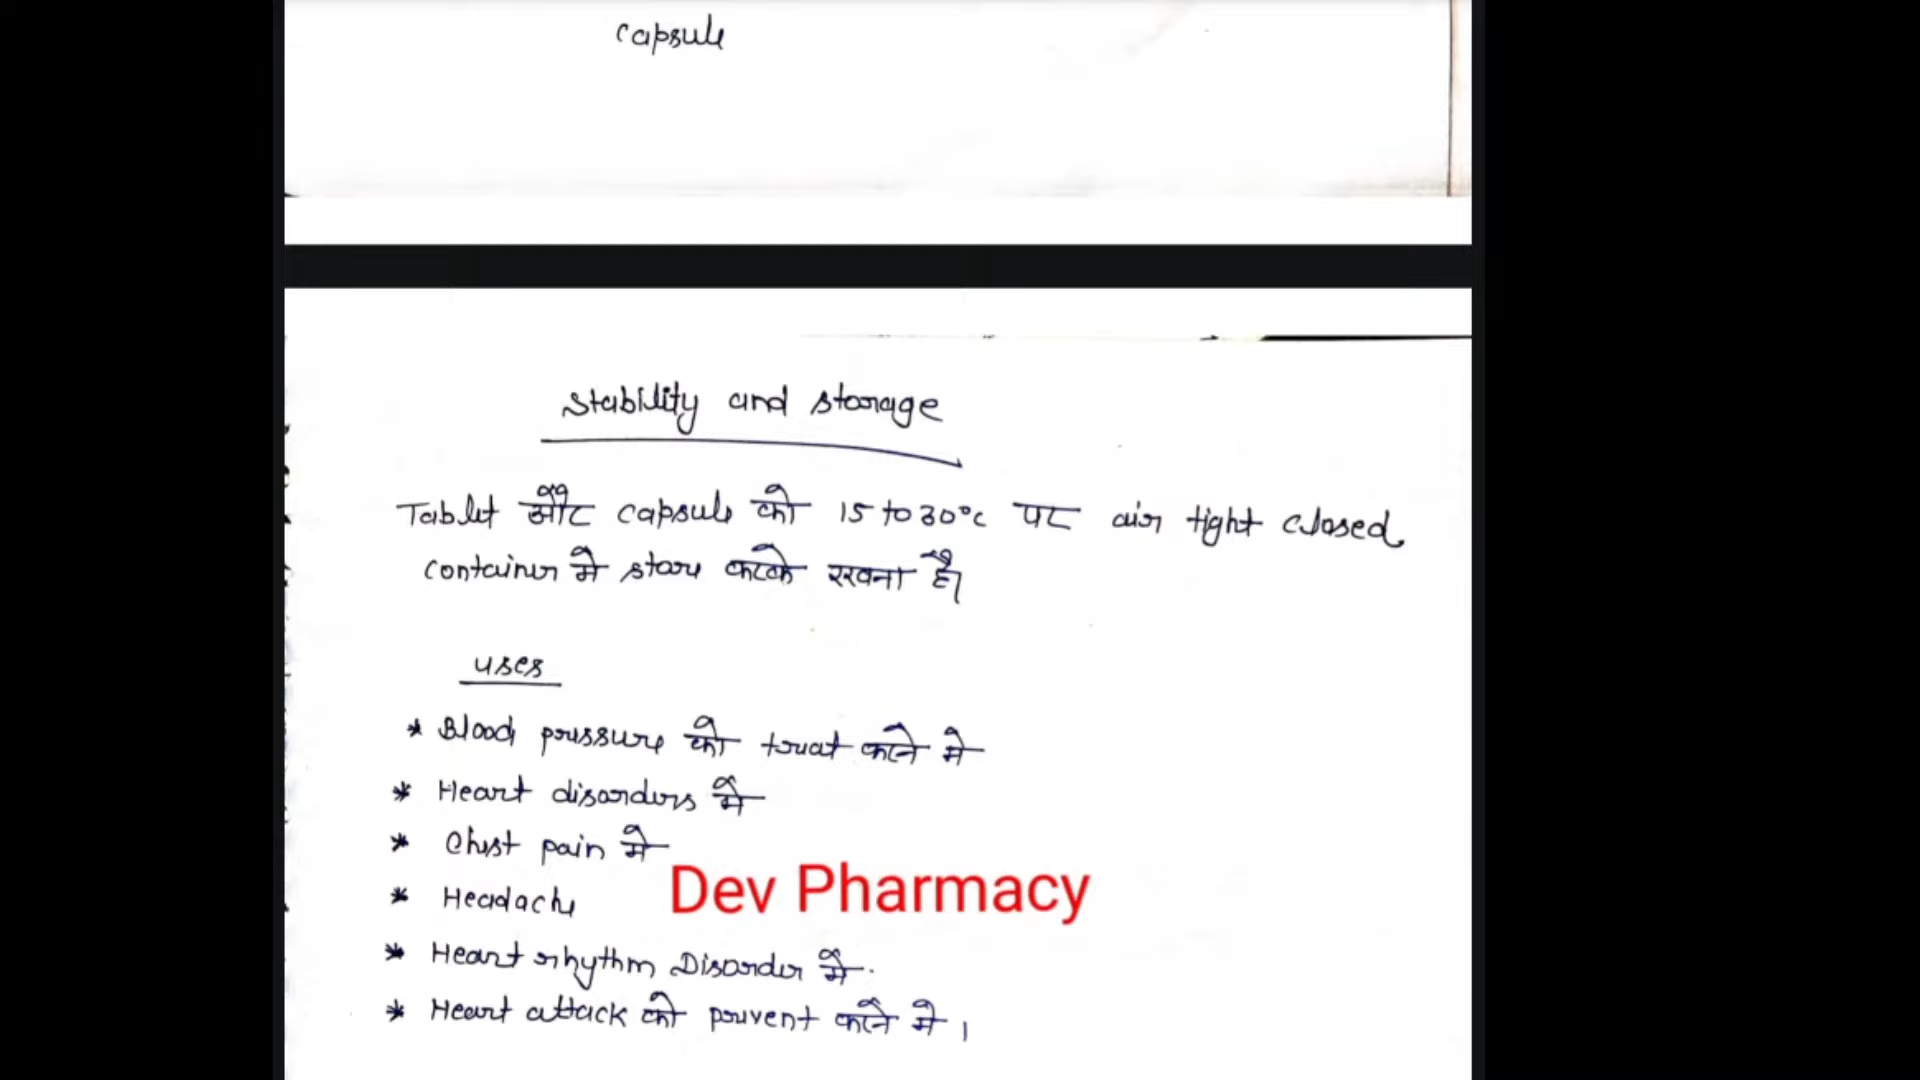 capsule
Stability and storage
Tablet और capsule को 15 to 30°c पर air tight closed
container मे store करके रखना है।
uses
* Blood pressure को treat करने मे
* Heart disorders मे
* Chest pain मे
* Headache
Dev Pharmacy
* Heart rhythm Disorder मे.
* Heart attack को prevent करने मे।